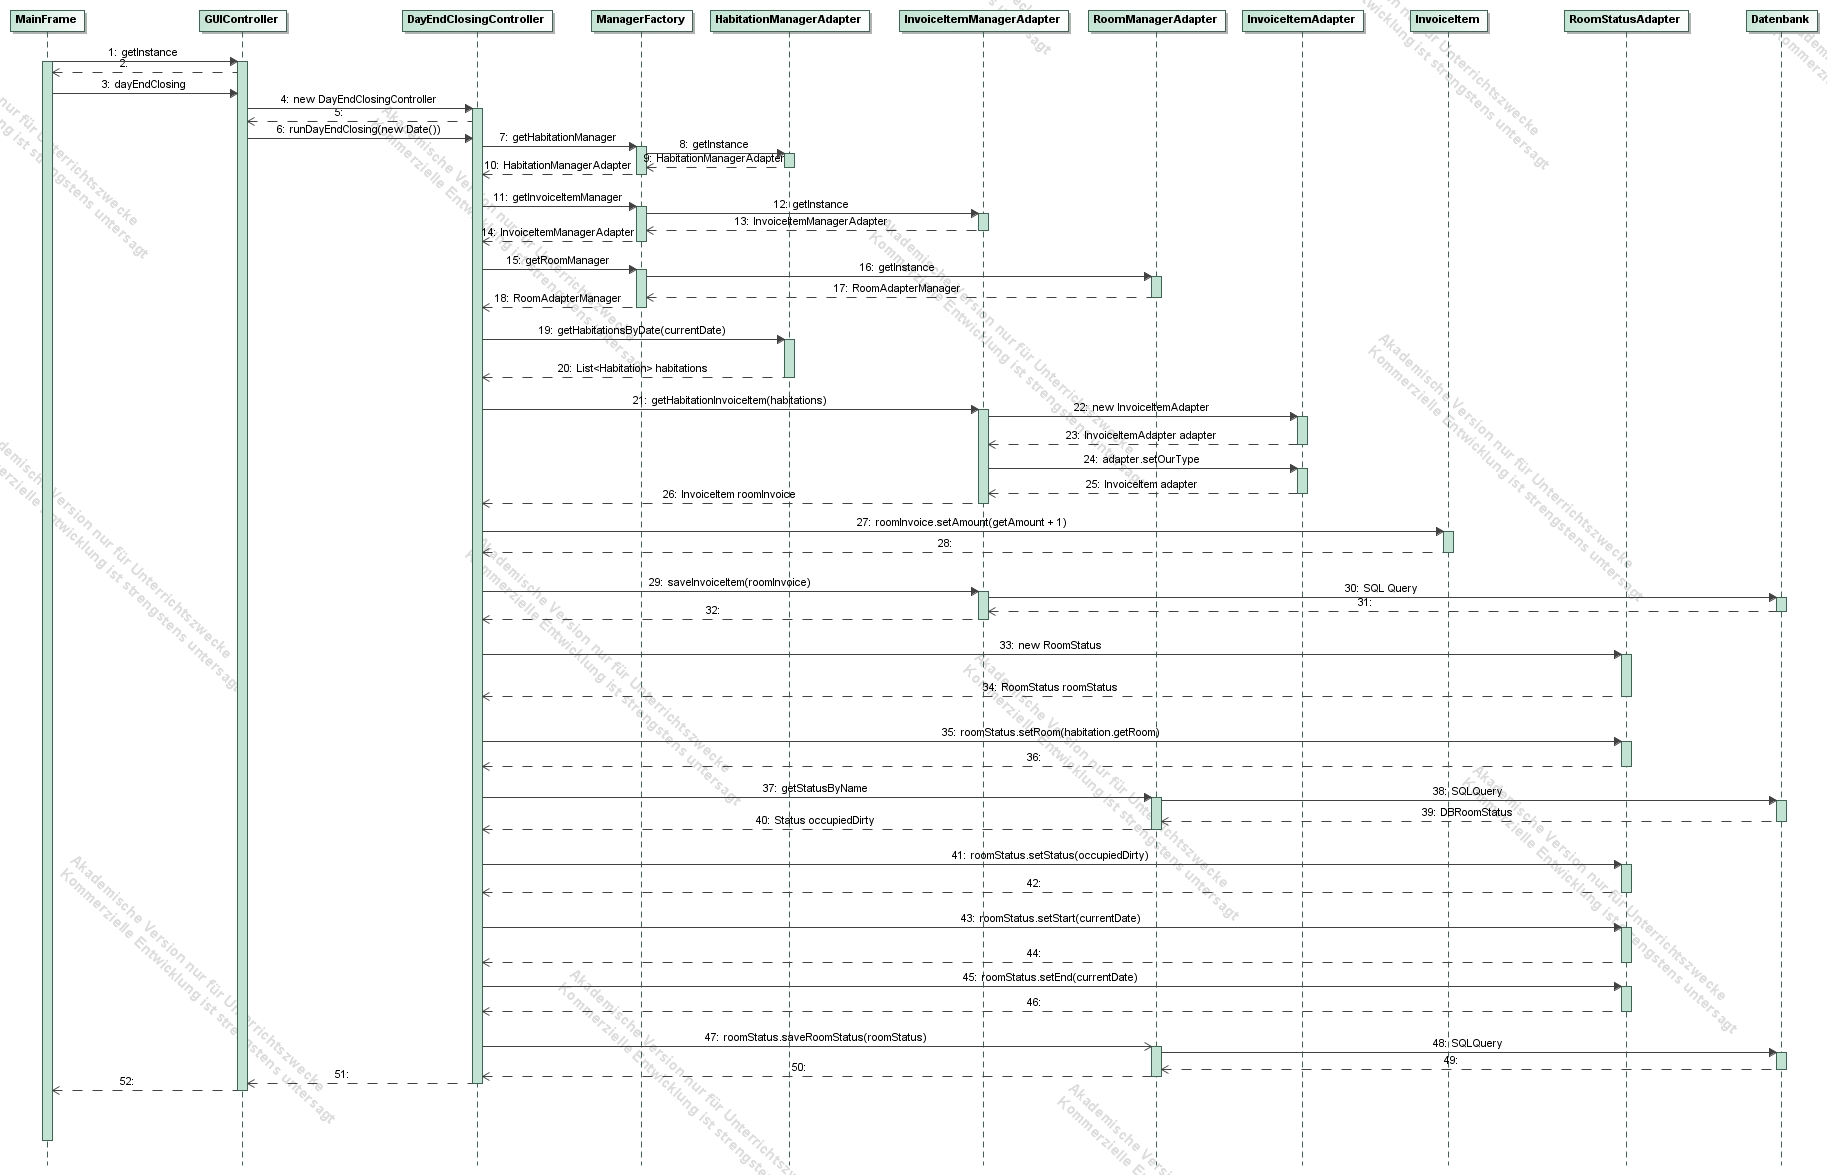 MainFrame
GUIController
DayEndClosingController
ManagerFactory
HabitationManagerAdapter
InvoiceItemManagerAdapter
RoomManagerAdapter
InvoiceItemAdapter
InvoiceItem
RoomStatusAdapter
Datenbank
1: getInstance
2:
3: dayEndClosing
4: new DayEndClosingController
5:
6: runDayEndClosing(new Date())
7: getHabitationManager
8: getInstance
9: HabitationManagerAdapter
10: HabitationManagerAdapter
11: getInvoiceItemManager
12: getInstance
13: InvoiceItemManagerAdapter
14: InvoiceItemManagerAdapter
15: getRoomManager
16: getInstance
17: RoomAdapterManager
18: RoomAdapterManager
19: getHabitationsByDate(currentDate)
20: List<Habitation> habitations
21: getHabitationInvoiceItem(habitations)
22: new InvoiceItemAdapter
23: InvoiceItemAdapter adapter
24: adapter.setOurType
25: InvoiceItem adapter
26: InvoiceItem roomInvoice
27: roomInvoice.setAmount(getAmount + 1)
28:
29: saveInvoiceItem(roomInvoice)
30: SQL Query
31:
32:
33: new RoomStatus
34: RoomStatus roomStatus
35: roomStatus.setRoom(habitation.getRoom)
36:
37: getStatusByName
38: SQLQuery
39: DBRoomStatus
40: Status occupiedDirty
41: roomStatus.setStatus(occupiedDirty)
42:
43: roomStatus.setStart(currentDate)
44:
45: roomStatus.setEnd(currentDate)
46:
47: roomStatus.saveRoomStatus(roomStatus)
48: SQLQuery
49:
50:
51:
52:
Akademische Version nur für Unterrichtszwecke
Kommerzielle Entwicklung ist strengstens untersagt